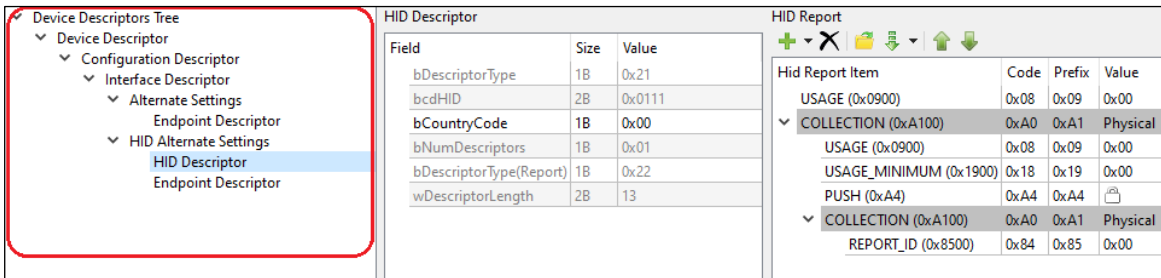 Device Descriptors Tree
Device Descriptor
Configuration Descriptor
Interface Descriptor
Alternate Settings
Endpoint Descriptor
HID Alternate Settings
HID Descriptor
Endpoint Descriptor
HID Descriptor
Field Size Value
bDescriptorType 1B 0x21
bcdHID 2B 0x0111
bCountryCode 1B 0x00
bNumDescriptors 1B 0x01
bDescriptorType(Report) 1B 0x22
wDescriptorLength 2B 13
HID Report
Hid Report Item Code Prefix Value
USAGE (0x0900) 0x08 0x09 0x00
COLLECTION (0xA100) 0xA0 0xA1 Physical
USAGE (0x0900) 0x08 0x09 0x00
USAGE_MINIMUM (0x1900) 0x18 0x19 0x00
PUSH (0xA4) 0xA4 0xA4
COLLECTION (0xA100) 0xA0 0xA1 Physical
REPORT_ID (0x8500) 0x84 0x85 0x00